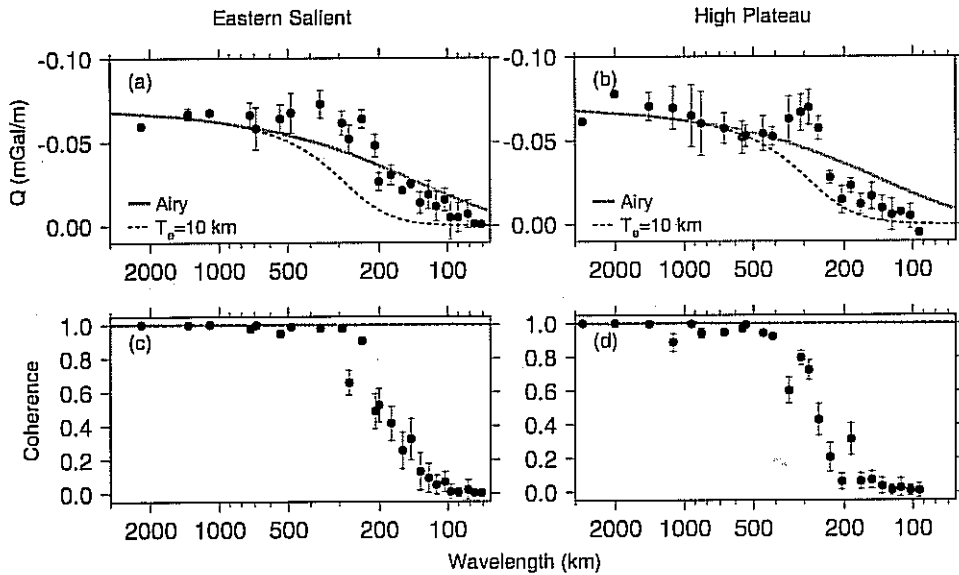 Eastern Salient
High Plateau
-0.10
-0.05
0.00
Q (mGal/m)
(a)
Airy
Te=10 km
2000 1000 500 200 100
-0.10
-0.05
0.00
(b)
Airy
Te=10 km
2000 1000 500 200 100
1.0
0.8
0.6
0.4
0.2
0.0
Coherence
(c)
2000 1000 500 200 100
1.0
0.8
0.6
0.4
0.2
0.0
(d)
2000 1000 500 200 100
Wavelength (km)